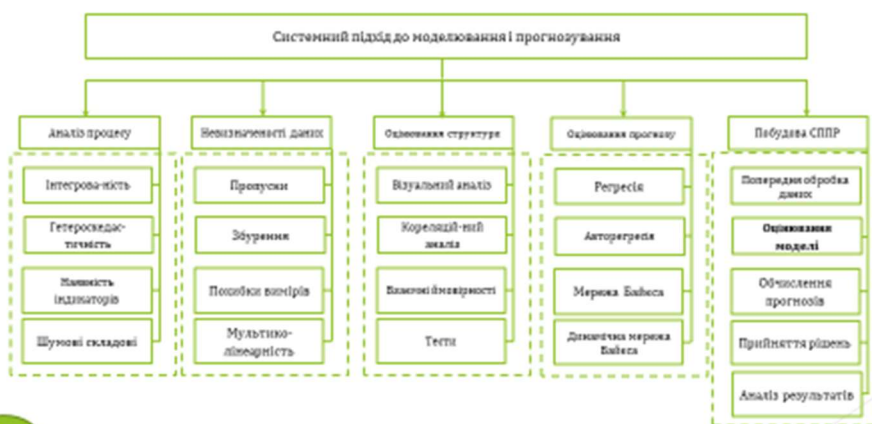 Системний підхід до моделювання і прогнозування
Аналіз процесу
Невизначеності даних
Оцінювання структури
Оцінювання прогнозу
Побудова СППР
Інтегрова-ність
Гетероскедас-
тичність
Наявність
індикаторів
Шумові складові
Пропуски
Збурення
Похибки вимірів
Мультико-
лінеарність
Візуальний аналіз
Кореляцій-ний
аналіз
ймовірності
Тести
Регресія
Авторегресія
Мережа Байєса
Динамічна мережа
Байєса
Попередня обробка
даних
Оцінювання
моделі
Обчислення
прогнозів
Прийняття рішень
Аналіз результатів